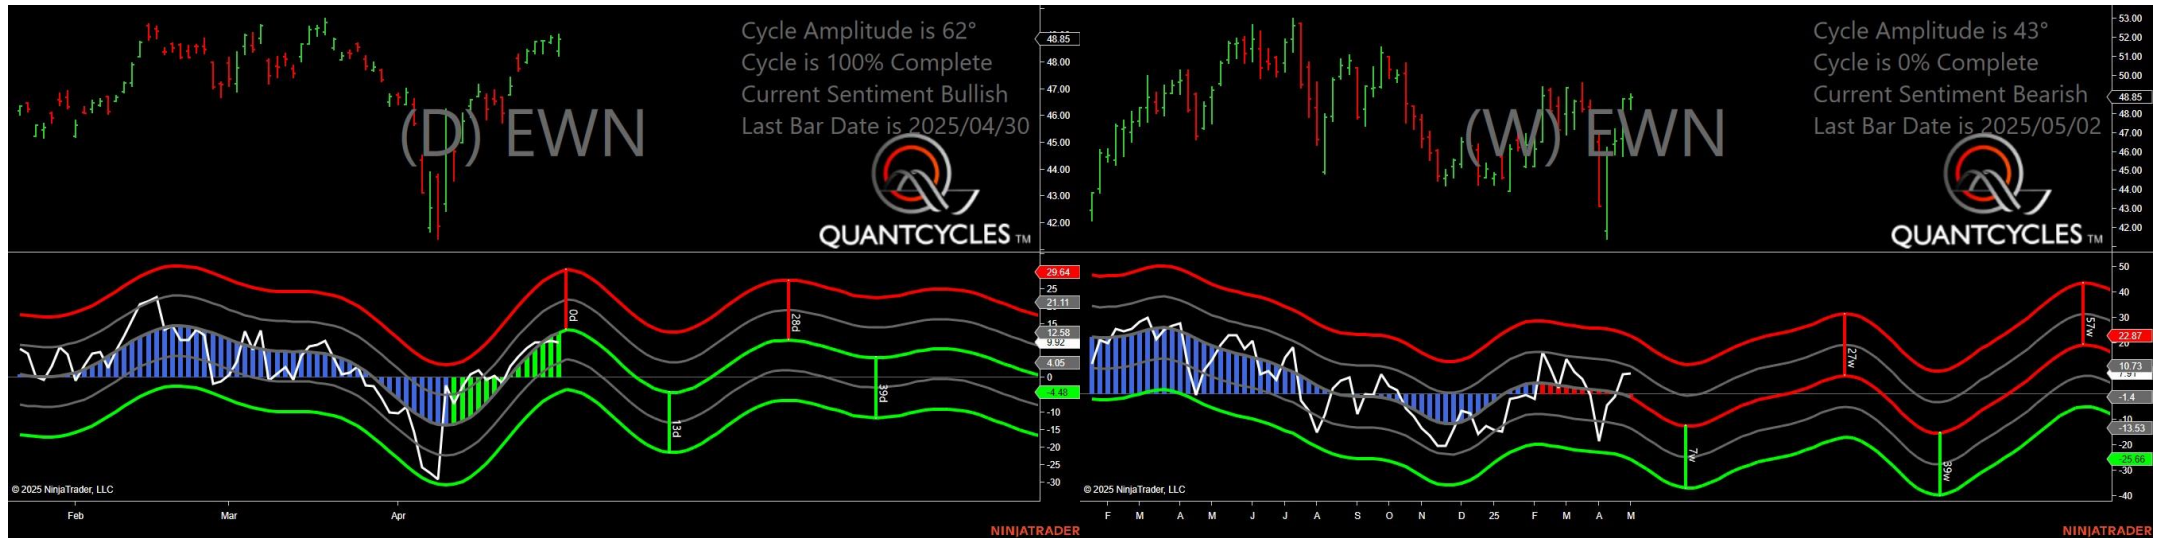 Cycle Amplitude is 62°
Cycle is 100% Complete
Current Sentiment Bullish
Last Bar Date is 2025/04/30
(D) EWN
QUANTCYCLES TM
48.85
48.00
47.00
46.00
45.00
44.00
43.00
42.00
29.64
25
21.11
15
12.58
9.92
4.05
0
-4.48
-10
-15
-20
-25
-30
0d
13d
28d
39d
© 2025 NinjaTrader, LLC
Feb Mar Apr
NINJATRADER
Cycle Amplitude is 43°
Cycle is 0% Complete
Current Sentiment Bearish
Last Bar Date is 2025/05/02
(W) EWN
QUANTCYCLES TM
53.00
52.00
51.00
50.00
48.85
48.00
47.00
46.00
45.00
44.00
43.00
42.00
50
40
30
22.87
20
10.73
7.91
-1.4
-10
-13.53
-20
-25.66
-30
-40
7w
27w
39w
57w
© 2025 NinjaTrader, LLC
F M A M J J A S O N D 25 F M A M
NINJATRADER